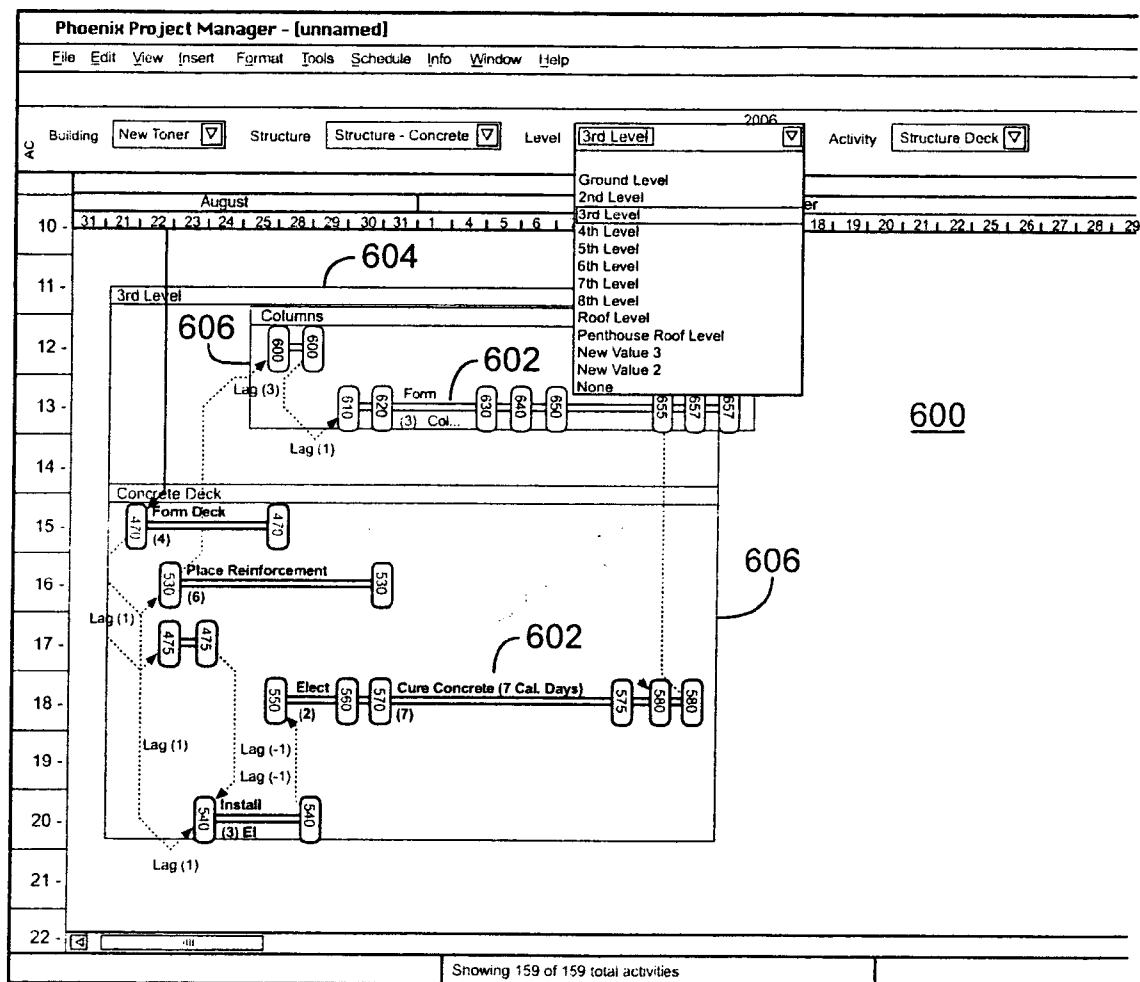 Phoenix Project Manager - [unnamed]
File Edit View Insert Format Tools Schedule Info Window Help
2006
AC Building New Toner Structure Structure - Concrete Level 3rd Level Activity Structure Deck
Ground Level
2nd Level
3rd Level
4th Level
5th Level
6th Level
7th Level
8th Level
Roof Level
Penthouse Roof Level
New Value 3
New Value 2
None
August er
10 - 31 21 22 23 24 25 28 29 30 31 1 4 5 6 18 19 20 21 22 25 26 27 28 29
604
11 -
3rd Level
Columns
606
12 -
600 600
602
Lag (3)
Form
13 -
610 620 630 640 650 655 657 657
(3) Col...
600
Lag (1)
14 -
Concrete Deck
Form Deck
15 -
470 470
(4)
606
Place Reinforcement
16 -
530 530
(6)
Lag (1)
602
17 -
475 475
Elect Cure Concrete (7 Cal. Days)
18 -
550 560 570 575 580 580
(2) (7)
Lag (1) Lag (-1)
19 -
Lag (-1)
Install
20 -
540 540
(3) El
Lag (1)
21 -
22 -
Showing 159 of 159 total activities